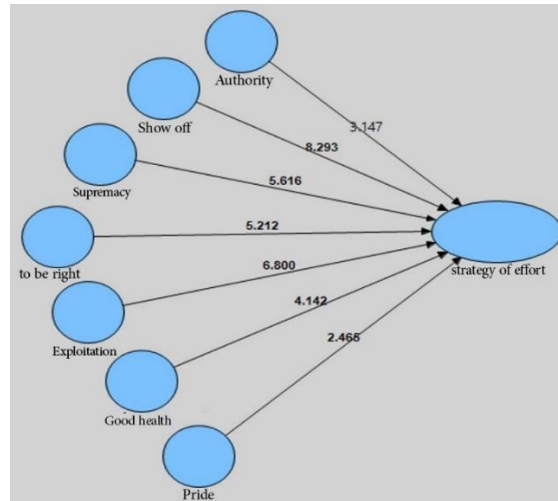 Authority
3.147
Show off
8.293
Supremacy
5.616
to be right
5.212
strategy of effort
Exploitation
6.800
Good health
4.142
Pride
2.465